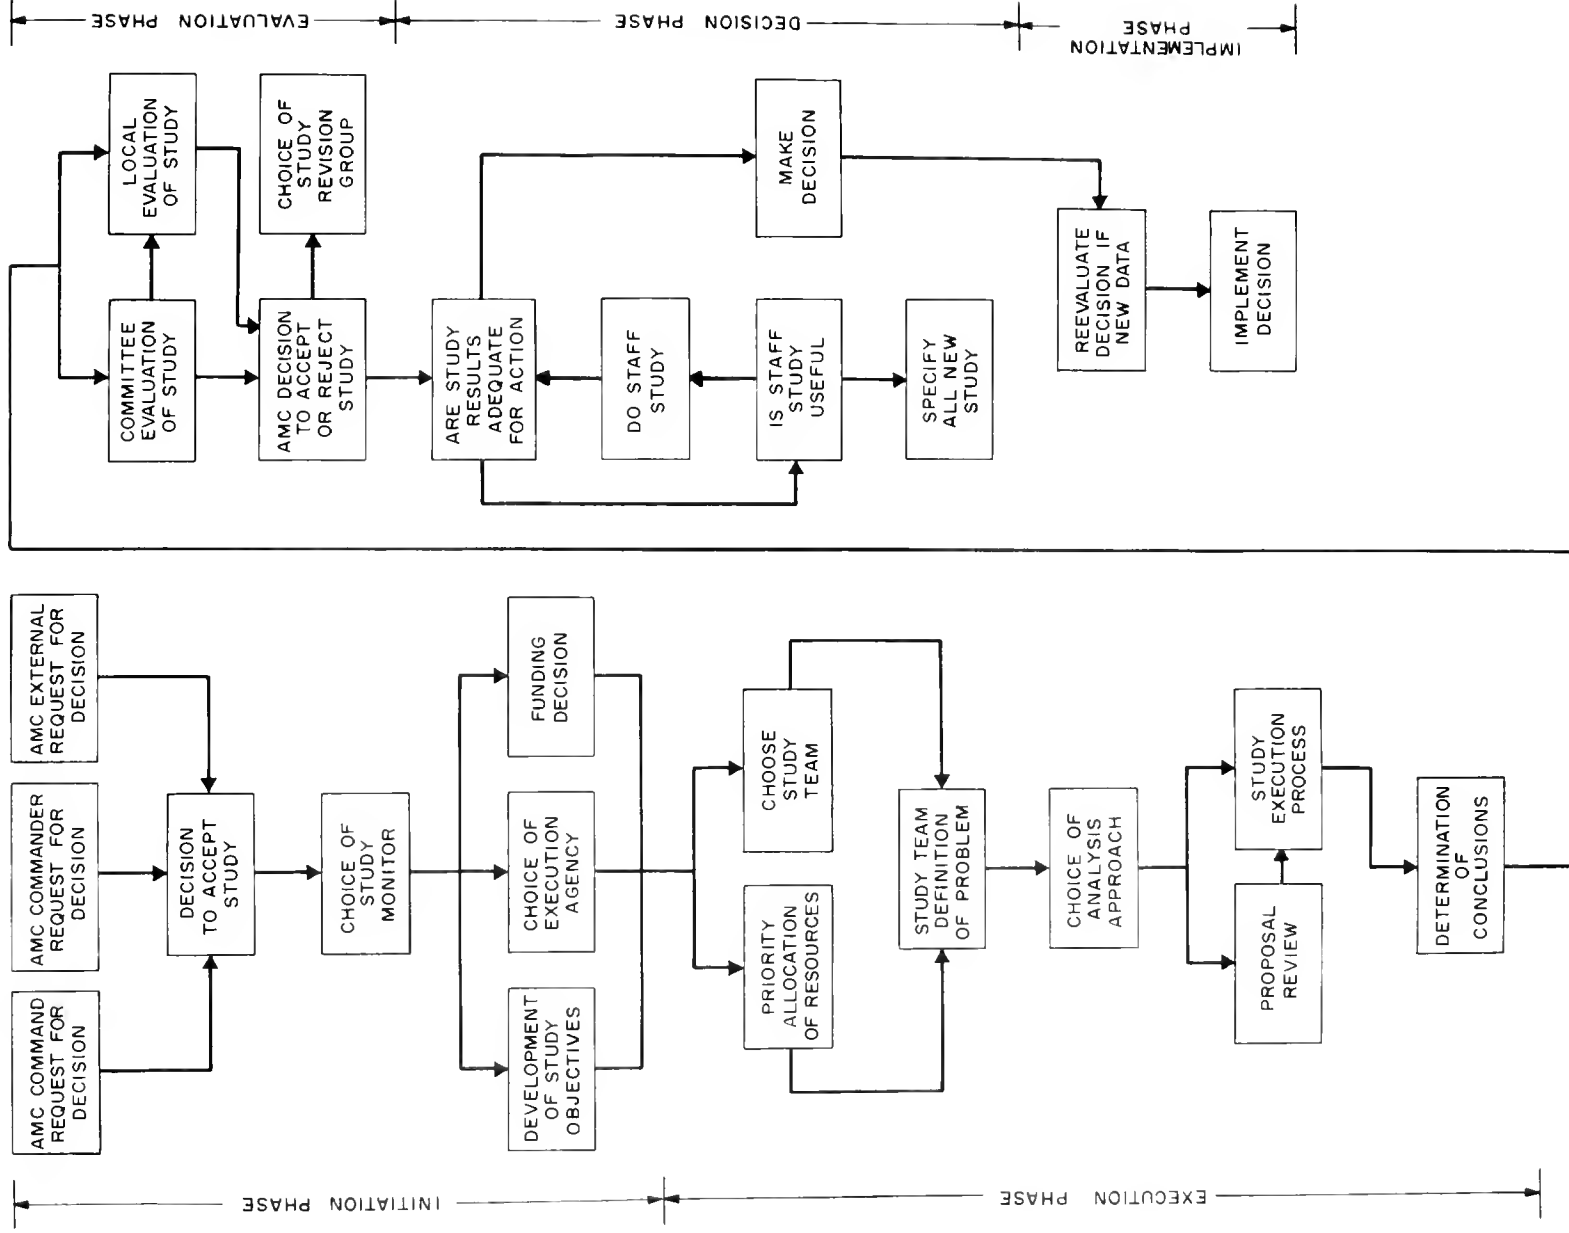 INITIATION PHASE
AMC COMMAND
REQUEST FOR
DECISION
AMC COMMANDER
REQUEST FOR
DECISION
AMC EXTERNAL
REQUEST FOR
DECISION
DECISION
TO ACCEPT
STUDY
CHOICE OF
STUDY
MONITOR
DEVELOPMENT
OF STUDY
OBJECTIVES
CHOICE OF
EXECUTION
AGENCY
FUNDING
DECISION
EXECUTION PHASE
PRIORITY
ALLOCATION
OF RESOURCES
CHOOSE
STUDY
TEAM
STUDY TEAM
DEFINITION
OF PROBLEM
CHOICE OF
ANALYSIS
APPROACH
PROPOSAL
REVIEW
STUDY
EXECUTION
PROCESS
DETERMINATION
OF
CONCLUSIONS
EVALUATION PHASE
COMMITTEE
EVALUATION
OF STUDY
LOCAL
EVALUATION
OF STUDY
AMC DECISION
TO ACCEPT
OR REJECT
STUDY
CHOICE OF
STUDY
REVISION
GROUP
DECISION PHASE
ARE STUDY
RESULTS
ADEQUATE
FOR ACTION
DO STAFF
STUDY
IS STAFF
STUDY
USEFUL
SPECIFY
ALL NEW
STUDY
MAKE
DECISION
IMPLEMENTATION
PHASE
REEVALUATE
DECISION IF
NEW DATA
IMPLEMENT
DECISION